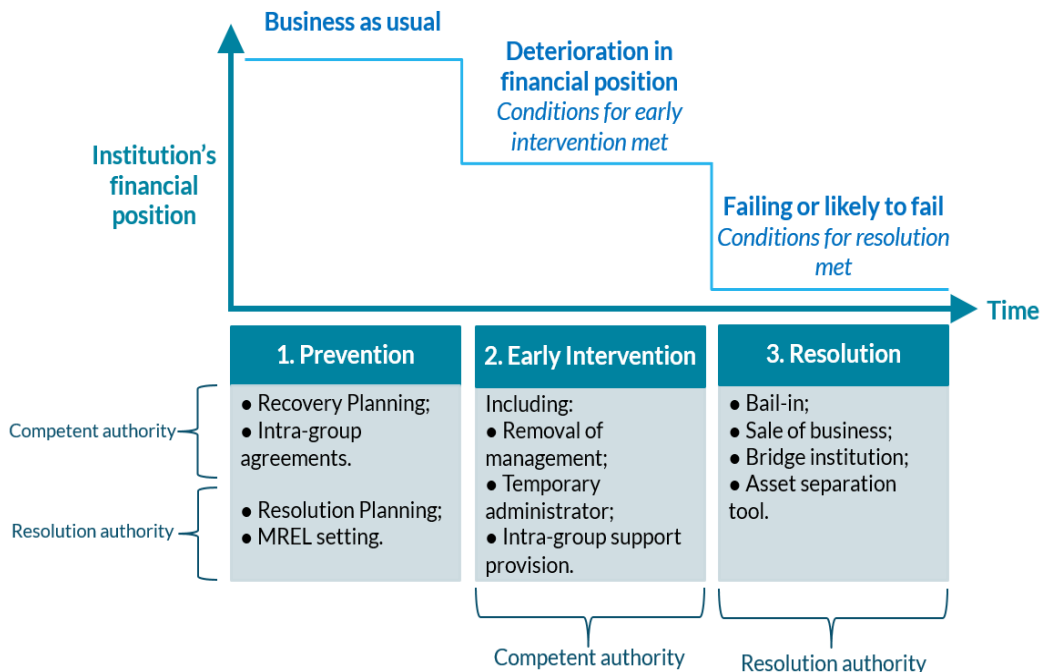 Business as usual
Deterioration in
financial position
Conditions for early
intervention met
Institution's
financial
position
Failing or likely to fail
Conditions for resolution
met
Time
1. Prevention
2. Early Intervention
3. Resolution
Competent authority
● Recovery Planning;
● Intra-group
agreements.
Resolution authority
● Resolution Planning;
● MREL setting.
Including:
● Removal of
management;
● Temporary
administrator;
● Intra-group support
provision.
● Bail-in;
● Sale of business;
● Bridge institution;
● Asset separation
tool.
Competent authority
Resolution authority